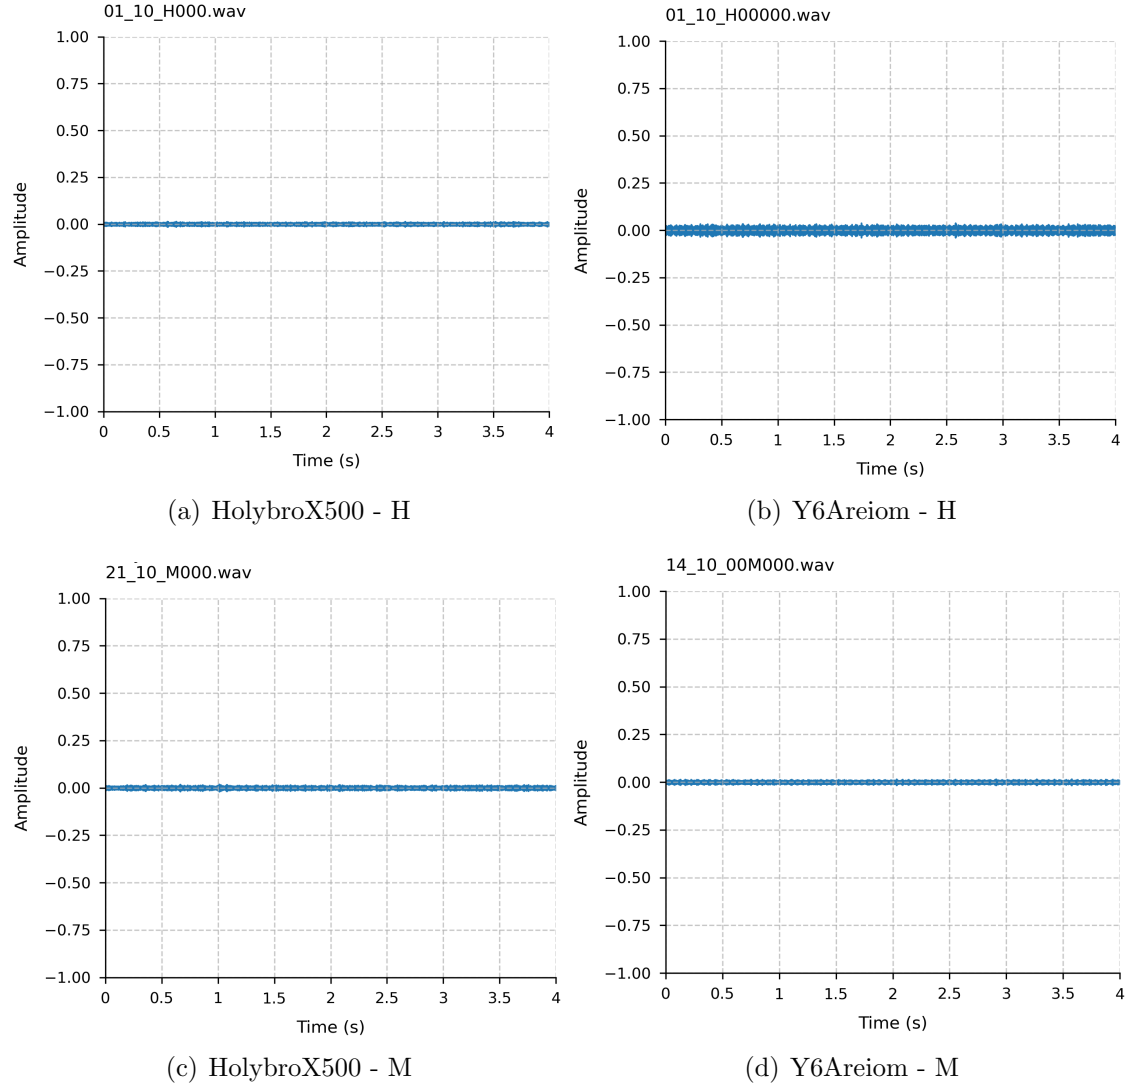 01_10_H000.wav
1.00
0.75
0.50
0.25
0.00
−0.25
−0.50
−0.75
−1.00
Amplitude
0 0.5 1 1.5 2 2.5 3 3.5 4
Time (s)
(a) HolybroX500 - H
01_10_H00000.wav
1.00
0.75
0.50
0.25
0.00
−0.25
−0.50
−0.75
−1.00
Amplitude
0 0.5 1 1.5 2 2.5 3 3.5 4
Time (s)
(b) Y6Areiom - H
21_10_M000.wav
1.00
0.75
0.50
0.25
0.00
−0.25
−0.50
−0.75
−1.00
Amplitude
0 0.5 1 1.5 2 2.5 3 3.5 4
Time (s)
(c) HolybroX500 - M
14_10_00M000.wav
1.00
0.75
0.50
0.25
0.00
−0.25
−0.50
−0.75
−1.00
Amplitude
0 0.5 1 1.5 2 2.5 3 3.5 4
Time (s)
(d) Y6Areiom - M